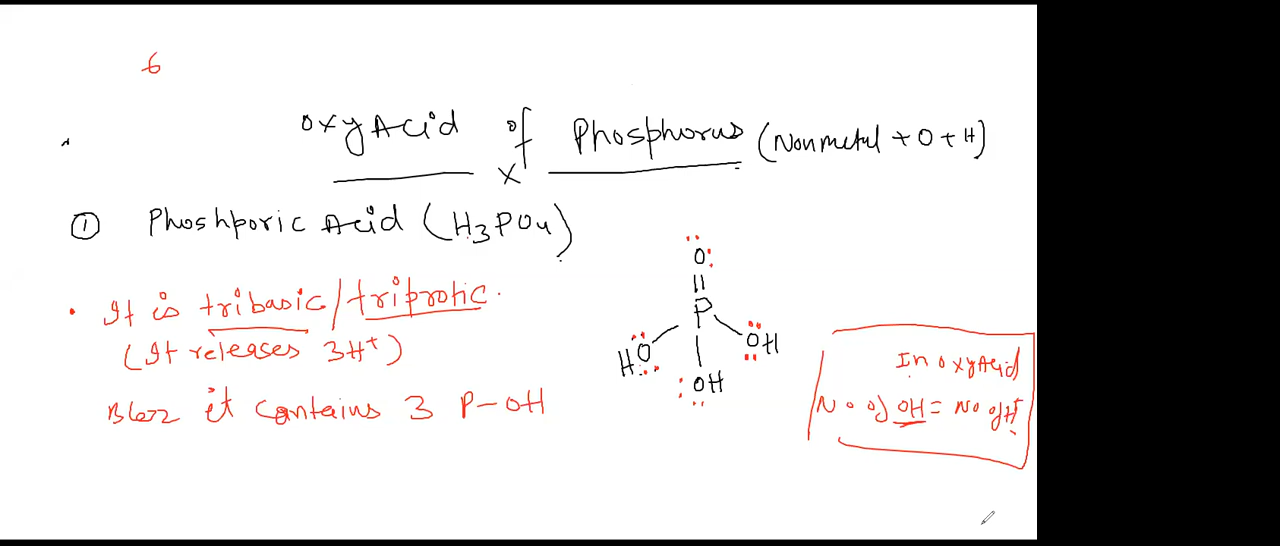 6
OxyAcid of Phosphorus (Nonmetal + O + H)
x
① Phoshporic Acid (H3PO4)
• It is tribasic/triprotic.
(It releases 3H+)
Bcoz it contains 3 P-OH
O
||
P
HO OH
OH
In oxyAcid
No of OH = No of H+